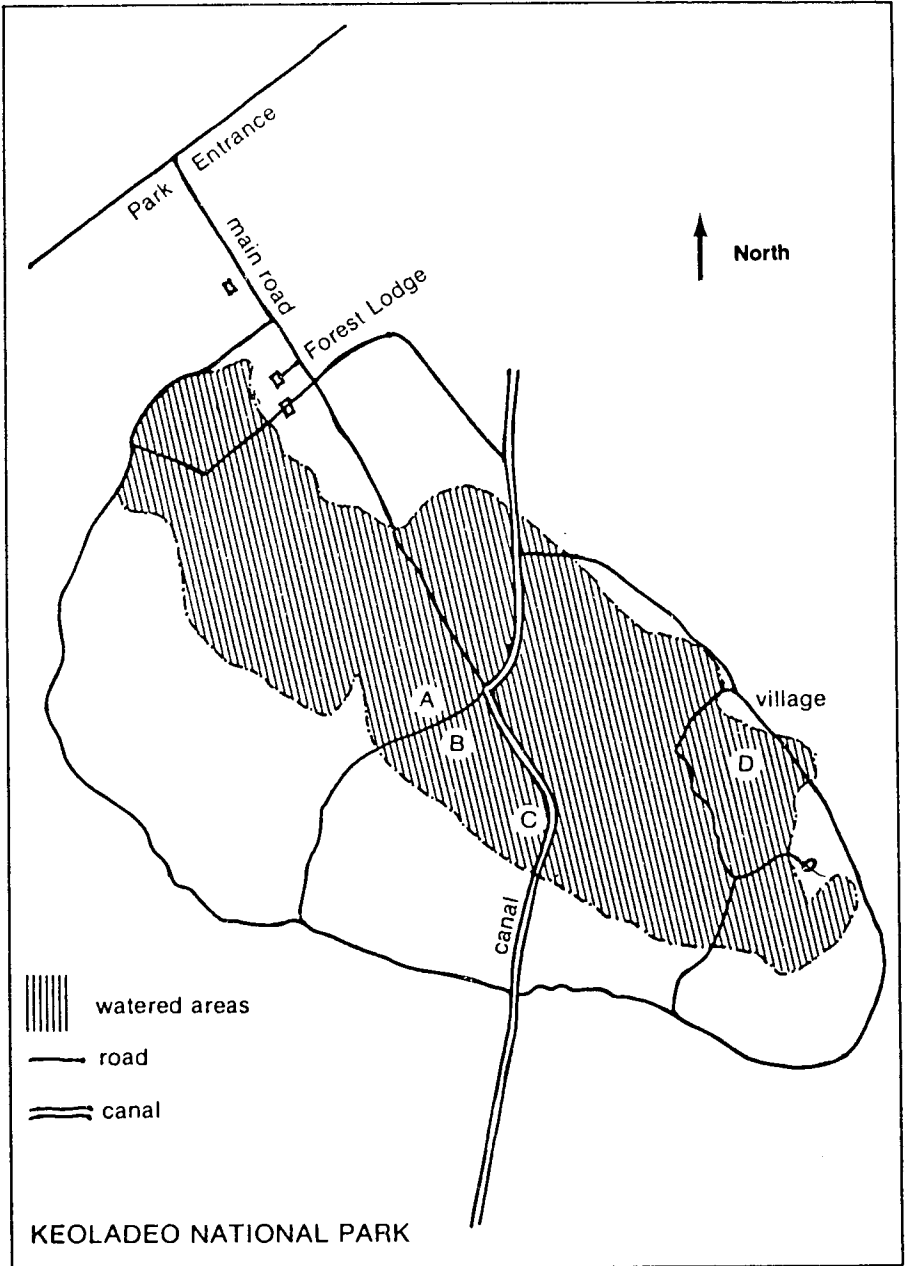 Park Entrance
main road
North
Forest Lodge
A
village
B
D
C
canal
watered areas
road
canal
KEOLADEO NATIONAL PARK